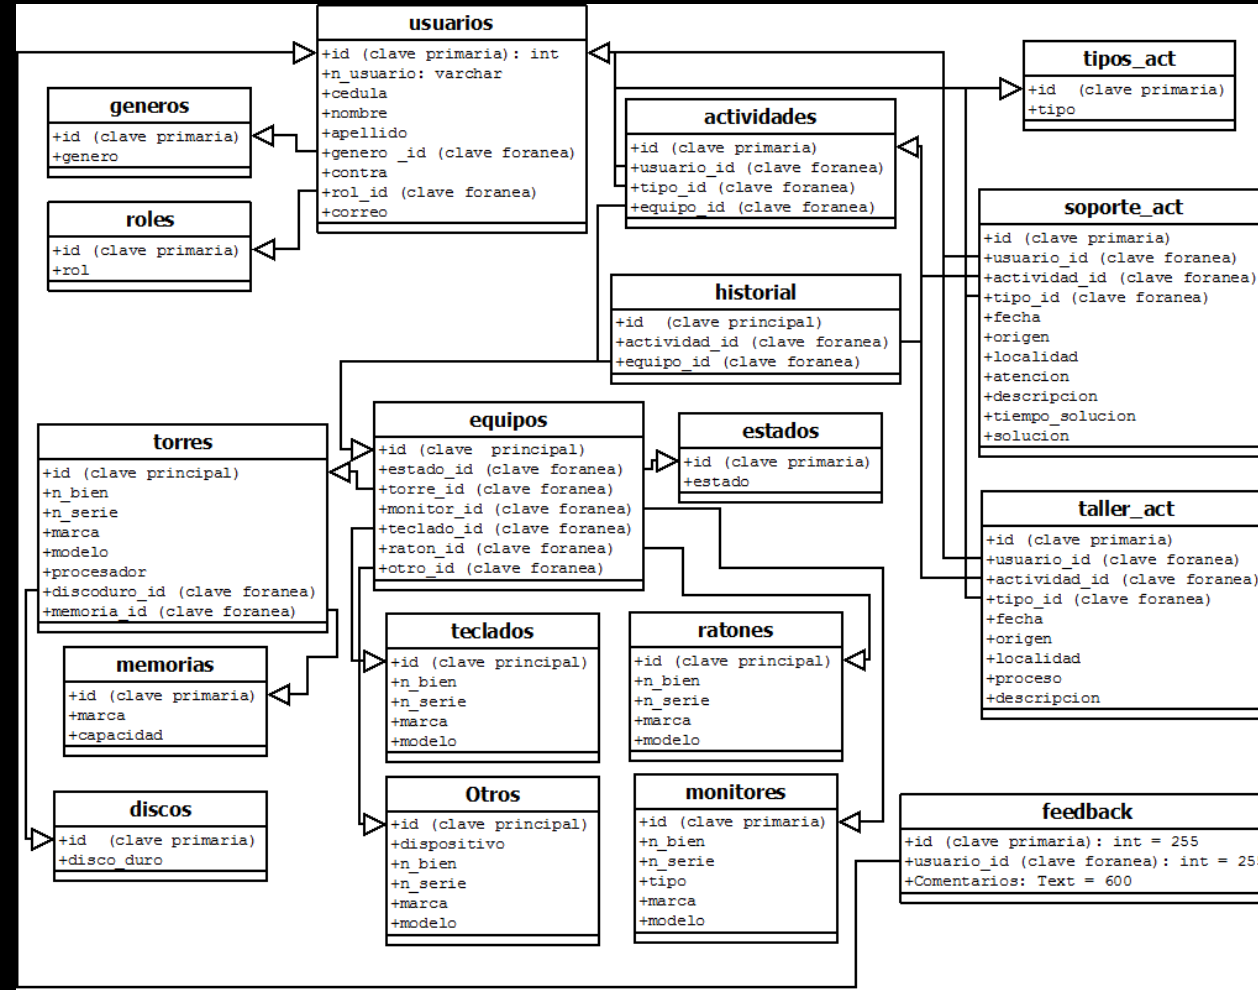 usuarios
+id (clave primaria): int
+n_usuario: varchar
+cedula
+nombre
+apellido
+genero _id (clave foranea)
+contra
+rol_id (clave foranea)
+correo
generos
+id (clave primaria)
+genero
roles
+id (clave primaria)
+rol
actividades
+id (clave primaria)
+usuario_id (clave foranea)
+tipo_id (clave foranea)
+equipo_id (clave foranea)
tipos_act
+id (clave primaria)
+tipo
soporte_act
+id (clave primaria)
+usuario_id (clave foranea)
+actividad_id (clave foranea)
+tipo_id (clave foranea)
+fecha
+origen
+localidad
+atencion
+descripcion
+tiempo_solucion
+solucion
historial
+id (clave principal)
+actividad_id (clave foranea)
+equipo_id (clave foranea)
torres
+id (clave principal)
+n_bien
+n_serie
+marca
+modelo
+procesador
+discoduro_id (clave foranea)
+memoria_id (clave foranea)
equipos
+id (clave principal)
+estado_id (clave foranea)
+torre_id (clave foranea)
+monitor_id (clave foranea)
+teclado_id (clave foranea)
+raton_id (clave foranea)
+otro_id (clave foranea)
estados
+id (clave primaria)
+estado
taller_act
+id (clave primaria)
+usuario_id (clave foranea)
+actividad_id (clave foranea)
+tipo_id (clave foranea)
+fecha
+origen
+localidad
+proceso
+descripcion
memorias
+id (clave primaria)
+marca
+capacidad
teclados
+id (clave principal)
+n_bien
+n_serie
+marca
+modelo
ratones
+id (clave principal)
+n_bien
+n_serie
+marca
+modelo
discos
+id (clave primaria)
+disco_duro
Otros
+id (clave principal)
+dispositivo
+n_bien
+n_serie
+marca
+modelo
monitores
+id (clave primaria)
+n_bien
+n_serie
+tipo
+marca
+modelo
feedback
+id (clave primaria): int = 255
+usuario_id (clave foranea): int = 25
+Comentarios: Text = 600